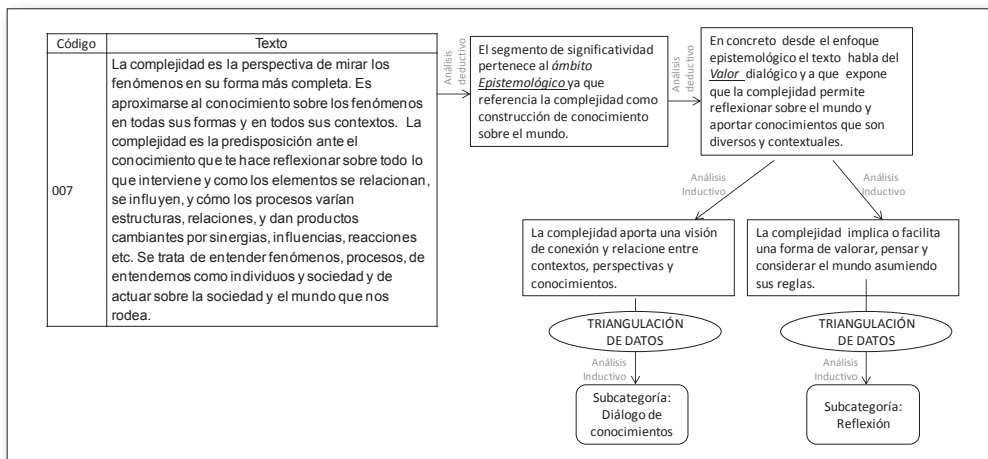 Código
Texto
007
La complejidad es la perspectiva de mirar los
fenómenos en su forma más completa. Es
aproximarse al conocimiento sobre los fenómenos
en todas sus formas y en todos sus contextos. La
complejidad es la predisposición ante el
conocimiento que te hace reflexionar sobre todo lo
que interviene y como los elementos se relacionan,
se influyen, y cómo los procesos varían
estructuras, relaciones, y dan productos
cambiantes por sinergias, influencias, reacciones
etc. Se trata de entender fenómenos, procesos, de
entendernos como individuos y sociedad y de
actuar sobre la sociedad y el mundo que nos
rodea.
Análisis
deductivo
El segmento de significatividad
pertenece al ámbito
Epistemológico ya que
referencia la complejidad como
construcción de conocimiento
sobre el mundo.
Análisis
deductivo
En concreto desde el enfoque
epistemológico el texto habla del
Valor dialógico y a que expone
que la complejidad permite
reflexionar sobre el mundo y
aportar conocimientos que son
diversos y contextuales.
Análisis
Inductivo
Análisis
Inductivo
La complejidad aporta una visión
de conexión y relacione entre
contextos, perspectivas y
conocimientos.
La complejidad implica o facilita
una forma de valorar, pensar y
considerar el mundo asumiendo
sus reglas.
TRIANGULACIÓN
DE DATOS
TRIANGULACIÓN
DE DATOS
Análisis
Inductivo
Análisis
Inductivo
Subcategoría:
Diálogo de
conocimientos
Subcategoría:
Reflexión